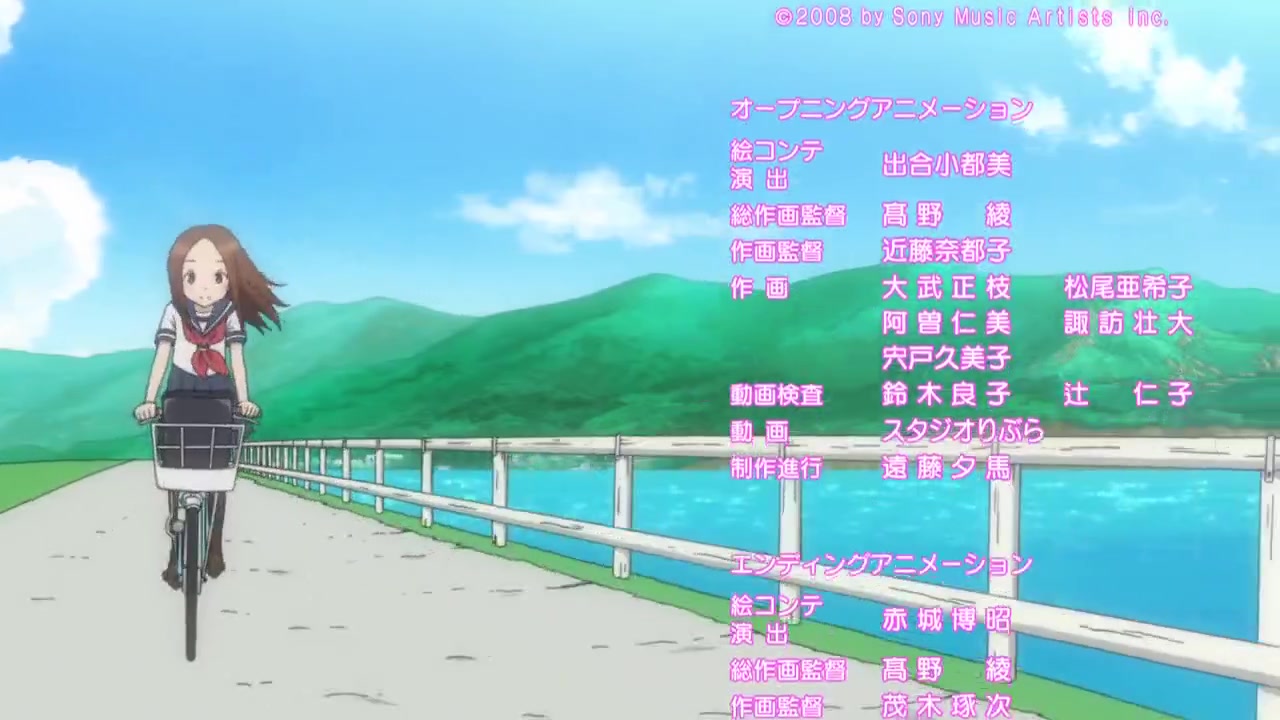 ©2008 by Sony Music Artists Inc.
オープニングアニメーション
絵コンテ
演 出 出合小都美
総作画監督 髙野 綾
作画監督 近藤奈都子
作 画 大武正枝 松尾亜希子
阿曽仁美 諏訪壮大
宍戸久美子
動画検査 鈴木良子 辻 仁子
動 画 スタジオりぶら
制作進行 遠藤夕馬
エンディングアニメーション
絵コンテ
演 出 赤城博昭
総作画監督 髙野 綾
作画監督 茂木琢次